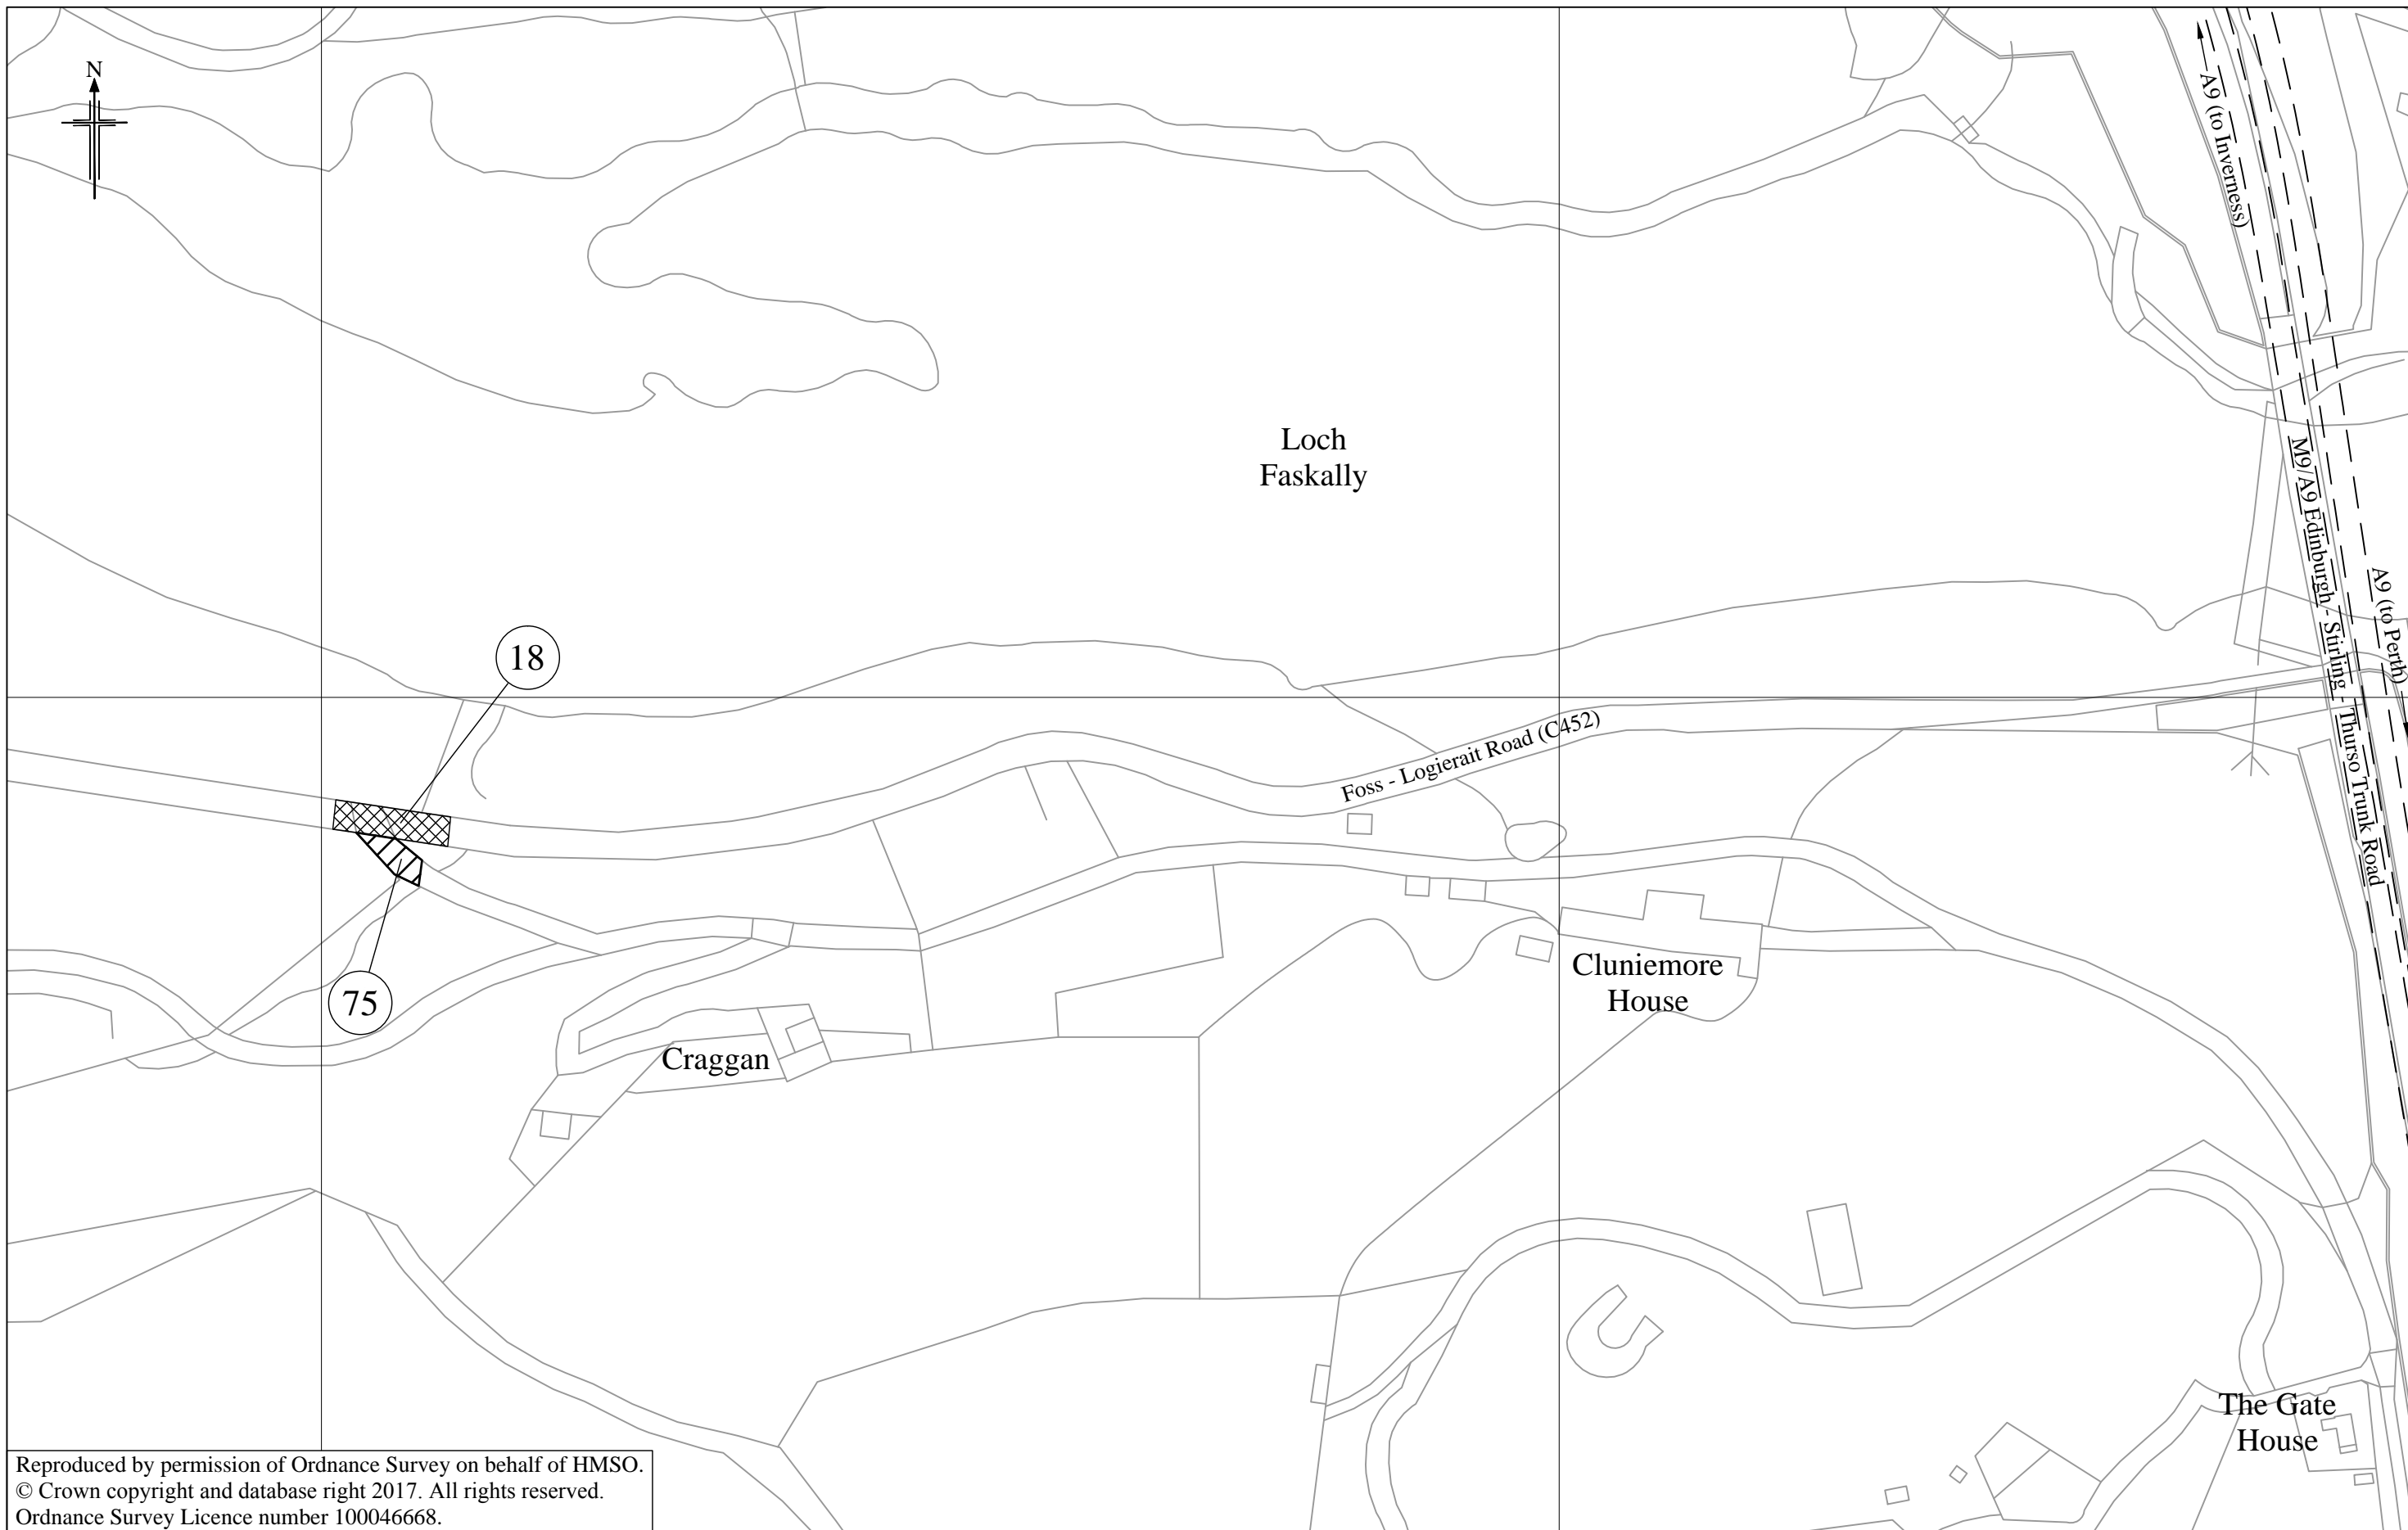 N
A9 (to Inverness)
Loch
Faskally
M9/A9 Edinburgh - Stirling - Thurso Trunk Road
A9 (to Perth)
18
Foss - Logierait Road (C452)
75
Cluniemore
House
Craggan
The Gate
House
Reproduced by permission of Ordnance Survey on behalf of HMSO.
© Crown copyright and database right 2017. All rights reserved.
Ordnance Survey Licence number 100046668.